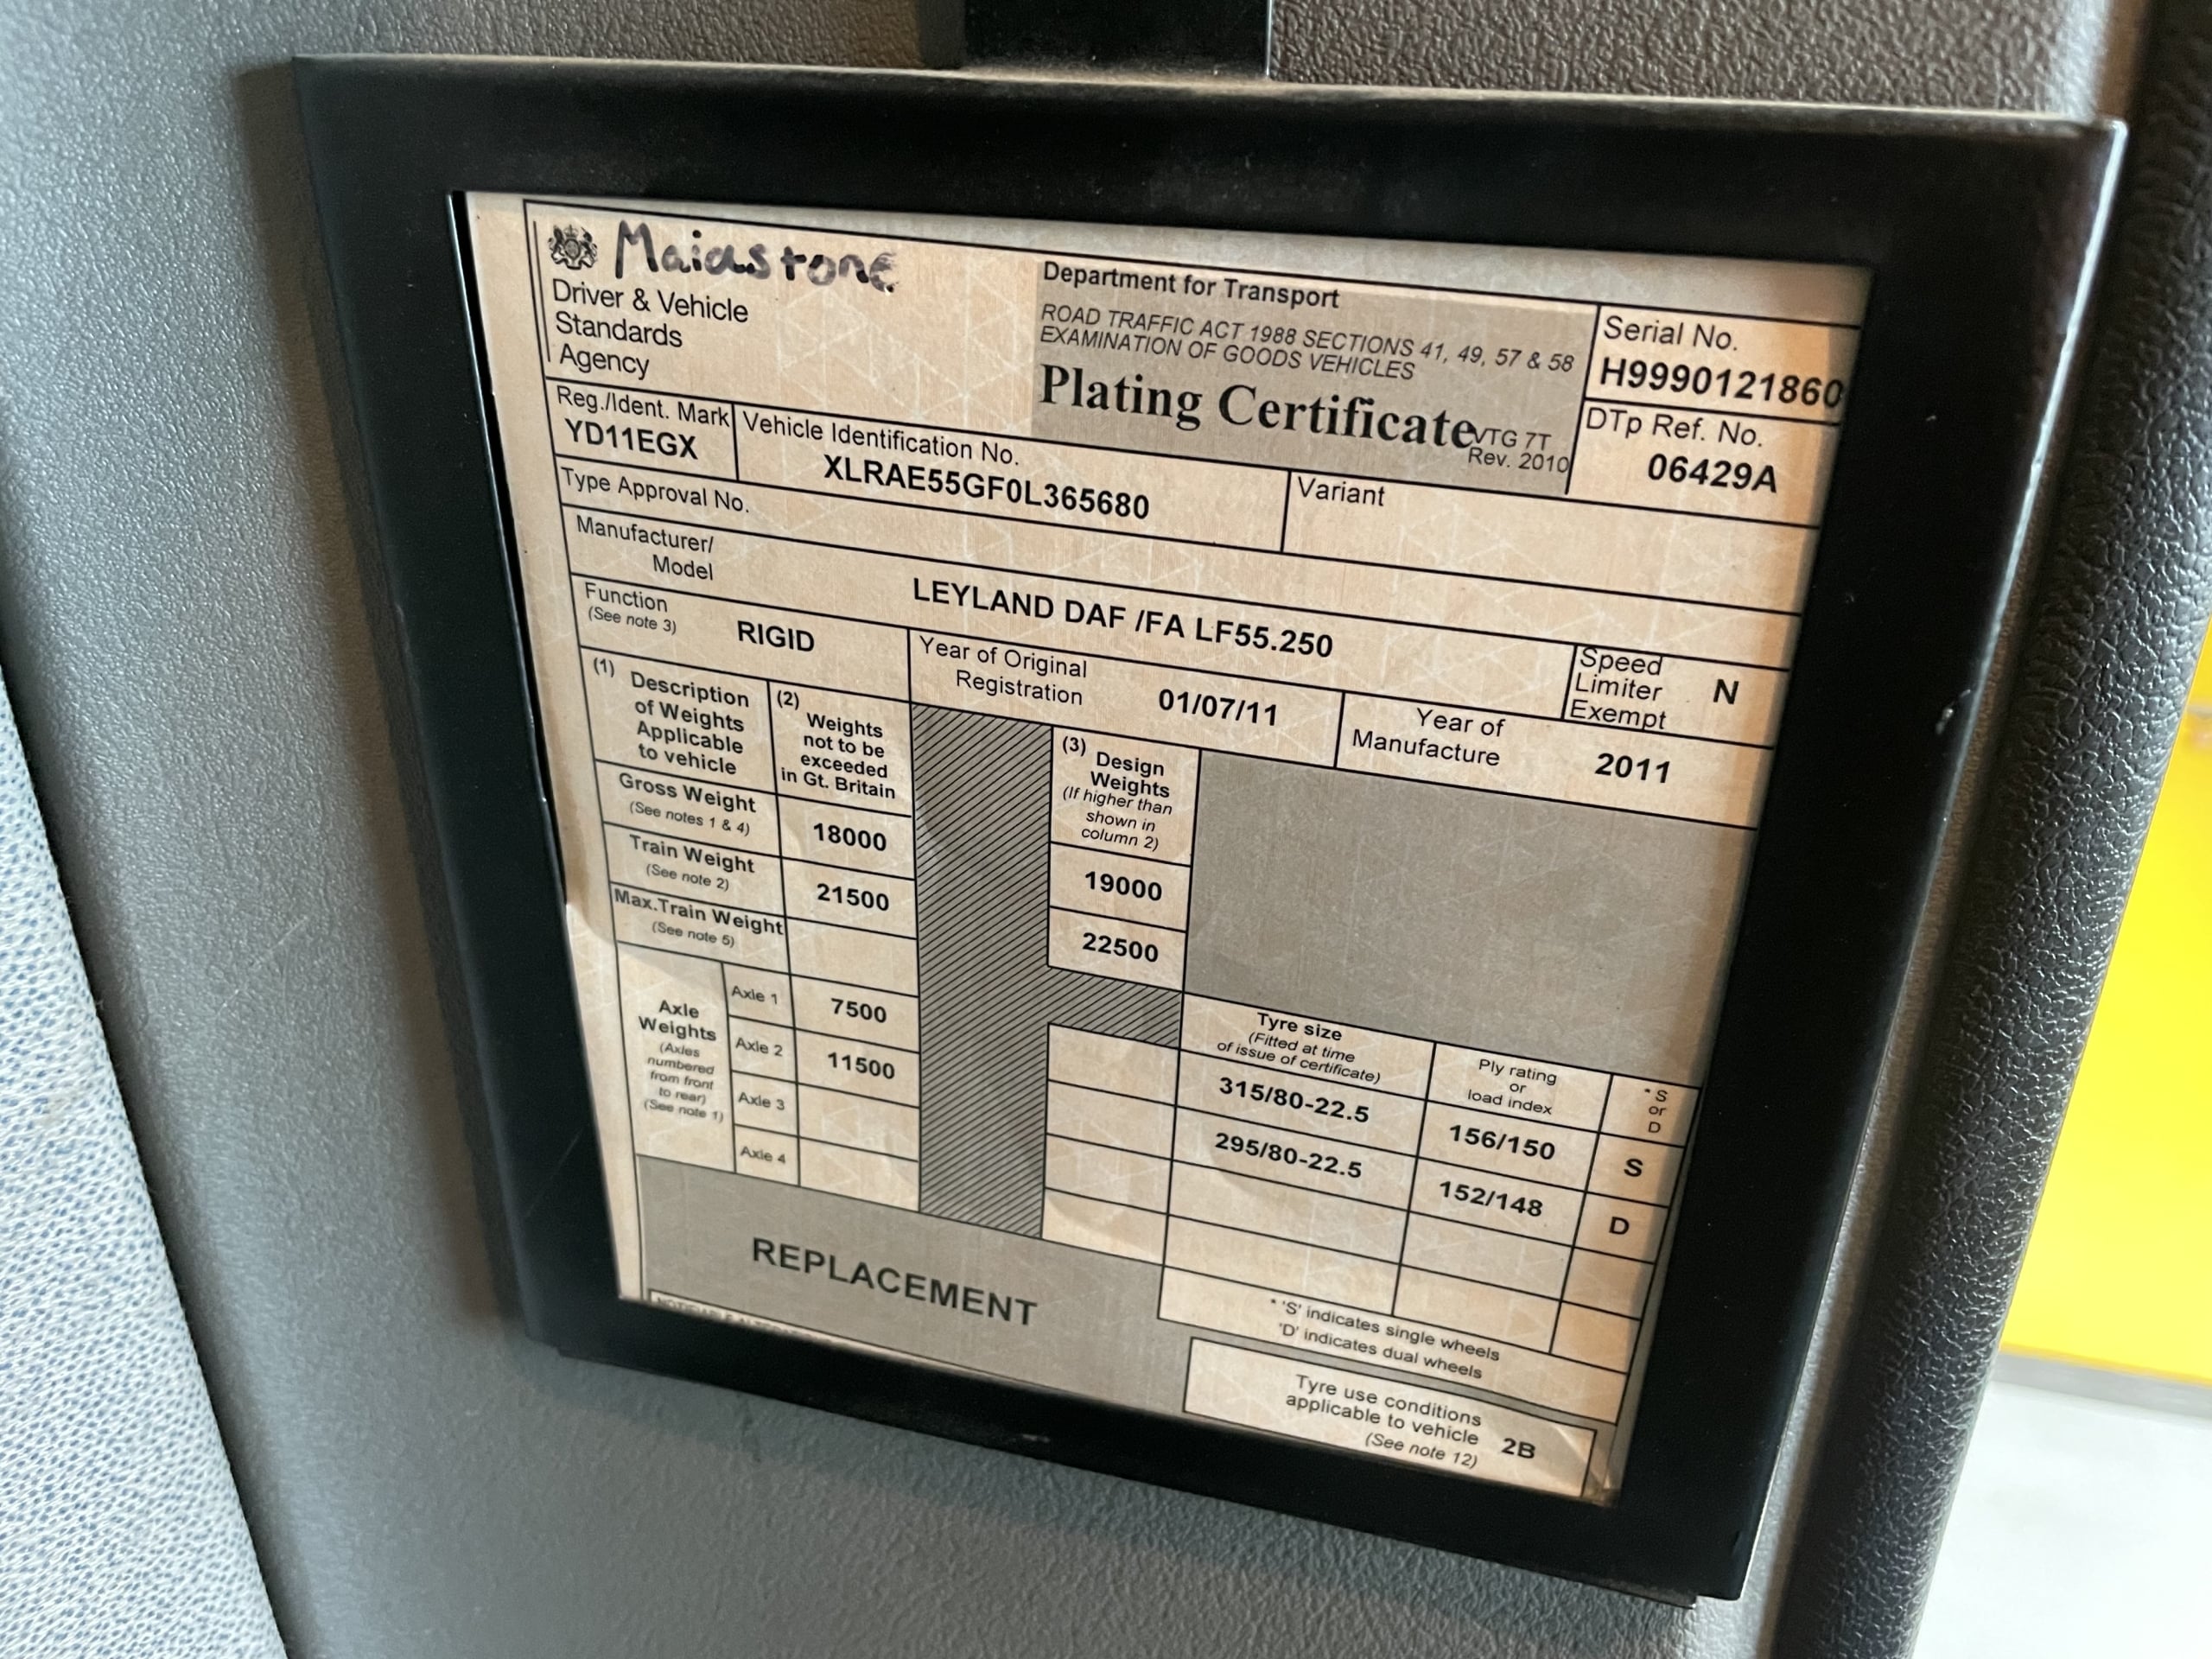 Maidstone
Driver & Vehicle
Standards
Agency
Department for Transport
ROAD TRAFFIC ACT 1988 SECTIONS 41, 49, 57 & 58
EXAMINATION OF GOODS VEHICLES
Plating Certificate
VTG 7T
Rev. 2010
Serial No.
H9990121860
DTp Ref. No.
06429A
Reg./Ident. Mark
YD11EGX
Vehicle Identification No.
XLRAE55GF0L365680
Variant
Type Approval No.
Manufacturer/
Model
LEYLAND DAF /FA LF55.250
Function
(See note 3)
RIGID
Year of Original
Registration
01/07/11
Year of
Manufacture
2011
Speed
Limiter
Exempt
N
(1)
Description
of Weights
Applicable
to vehicle
(2)
Weights
not to be
exceeded
in Gt. Britain
(3)
Design
Weights
(If higher than
shown in
column 2)
Gross Weight
(See notes 1 & 4)
18000
19000
Train Weight
(See note 2)
21500
22500
Max.Train Weight
(See note 5)
Axle
Weights
(Axles
numbered
from front
to rear)
(See note 1)
Axle 1
7500
Axle 2
11500
Axle 3
Axle 4
Tyre size
(Fitted at time
of issue of certificate)
Ply rating
or
load index
* S
or
D
315/80-22.5
156/150
S
295/80-22.5
152/148
D
REPLACEMENT
* 'S' indicates single wheels
'D' indicates dual wheels
Tyre use conditions
applicable to vehicle
(See note 12)
2B